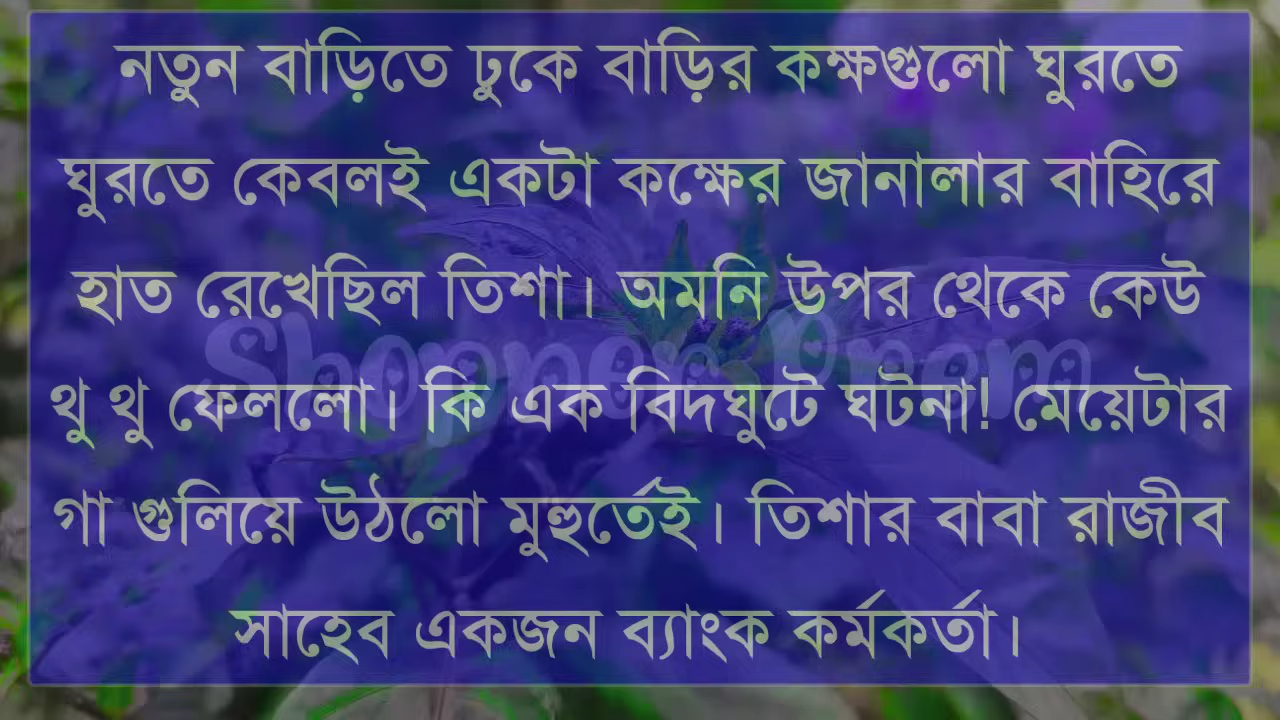 নতুন বাড়িতে ঢুকে বাড়ির কক্ষগুলো ঘুরতে
ঘুরতে কেবলই একটা কক্ষের জানালার বাহিরে
হাত রেখেছিল তিশা। অমনি উপর থেকে কেউ
থু থু ফেললো। কি এক বিদঘুটে ঘটনা! মেয়েটার
গা গুলিয়ে উঠলো মুহুর্তেই। তিশার বাবা রাজীব
সাহেব একজন ব্যাংক কর্মকর্তা।